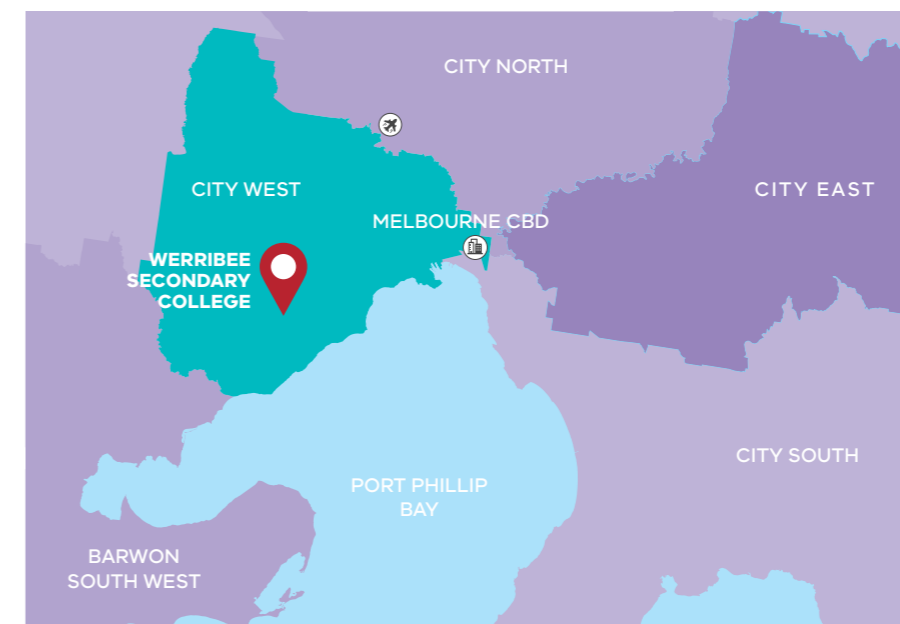 CITY NORTH
CITY WEST
CITY EAST
MELBOURNE CBD
WERRIBEE
SECONDARY
COLLEGE
CITY SOUTH
PORT PHILLIP
BAY
BARWON
SOUTH WEST